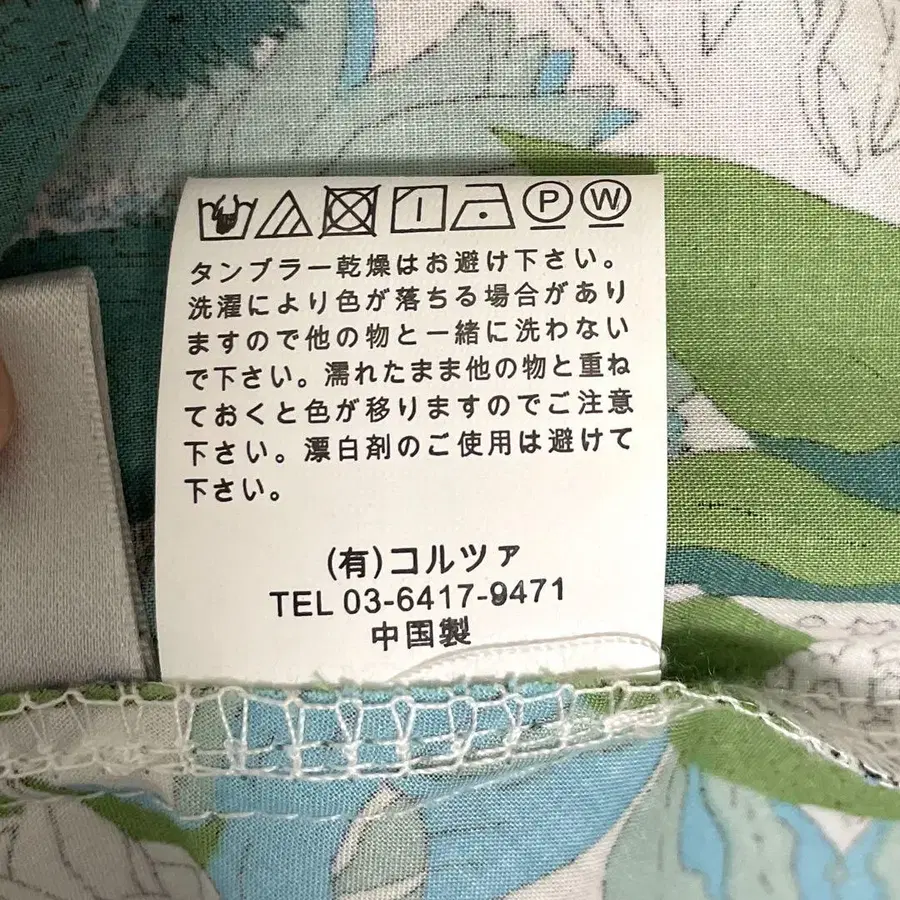 P W
タンブラー乾燥はお避け下さい。
洗濯により色が落ちる場合があり
ますので他の物と一緒に洗わない
で下さい。濡れたまま他の物と重ね
ておくと色が移りますのでご注意
下さい。漂白剤のご使用は避けて
下さい。
(有)コルツァ
TEL 03-6417-9471
中国製